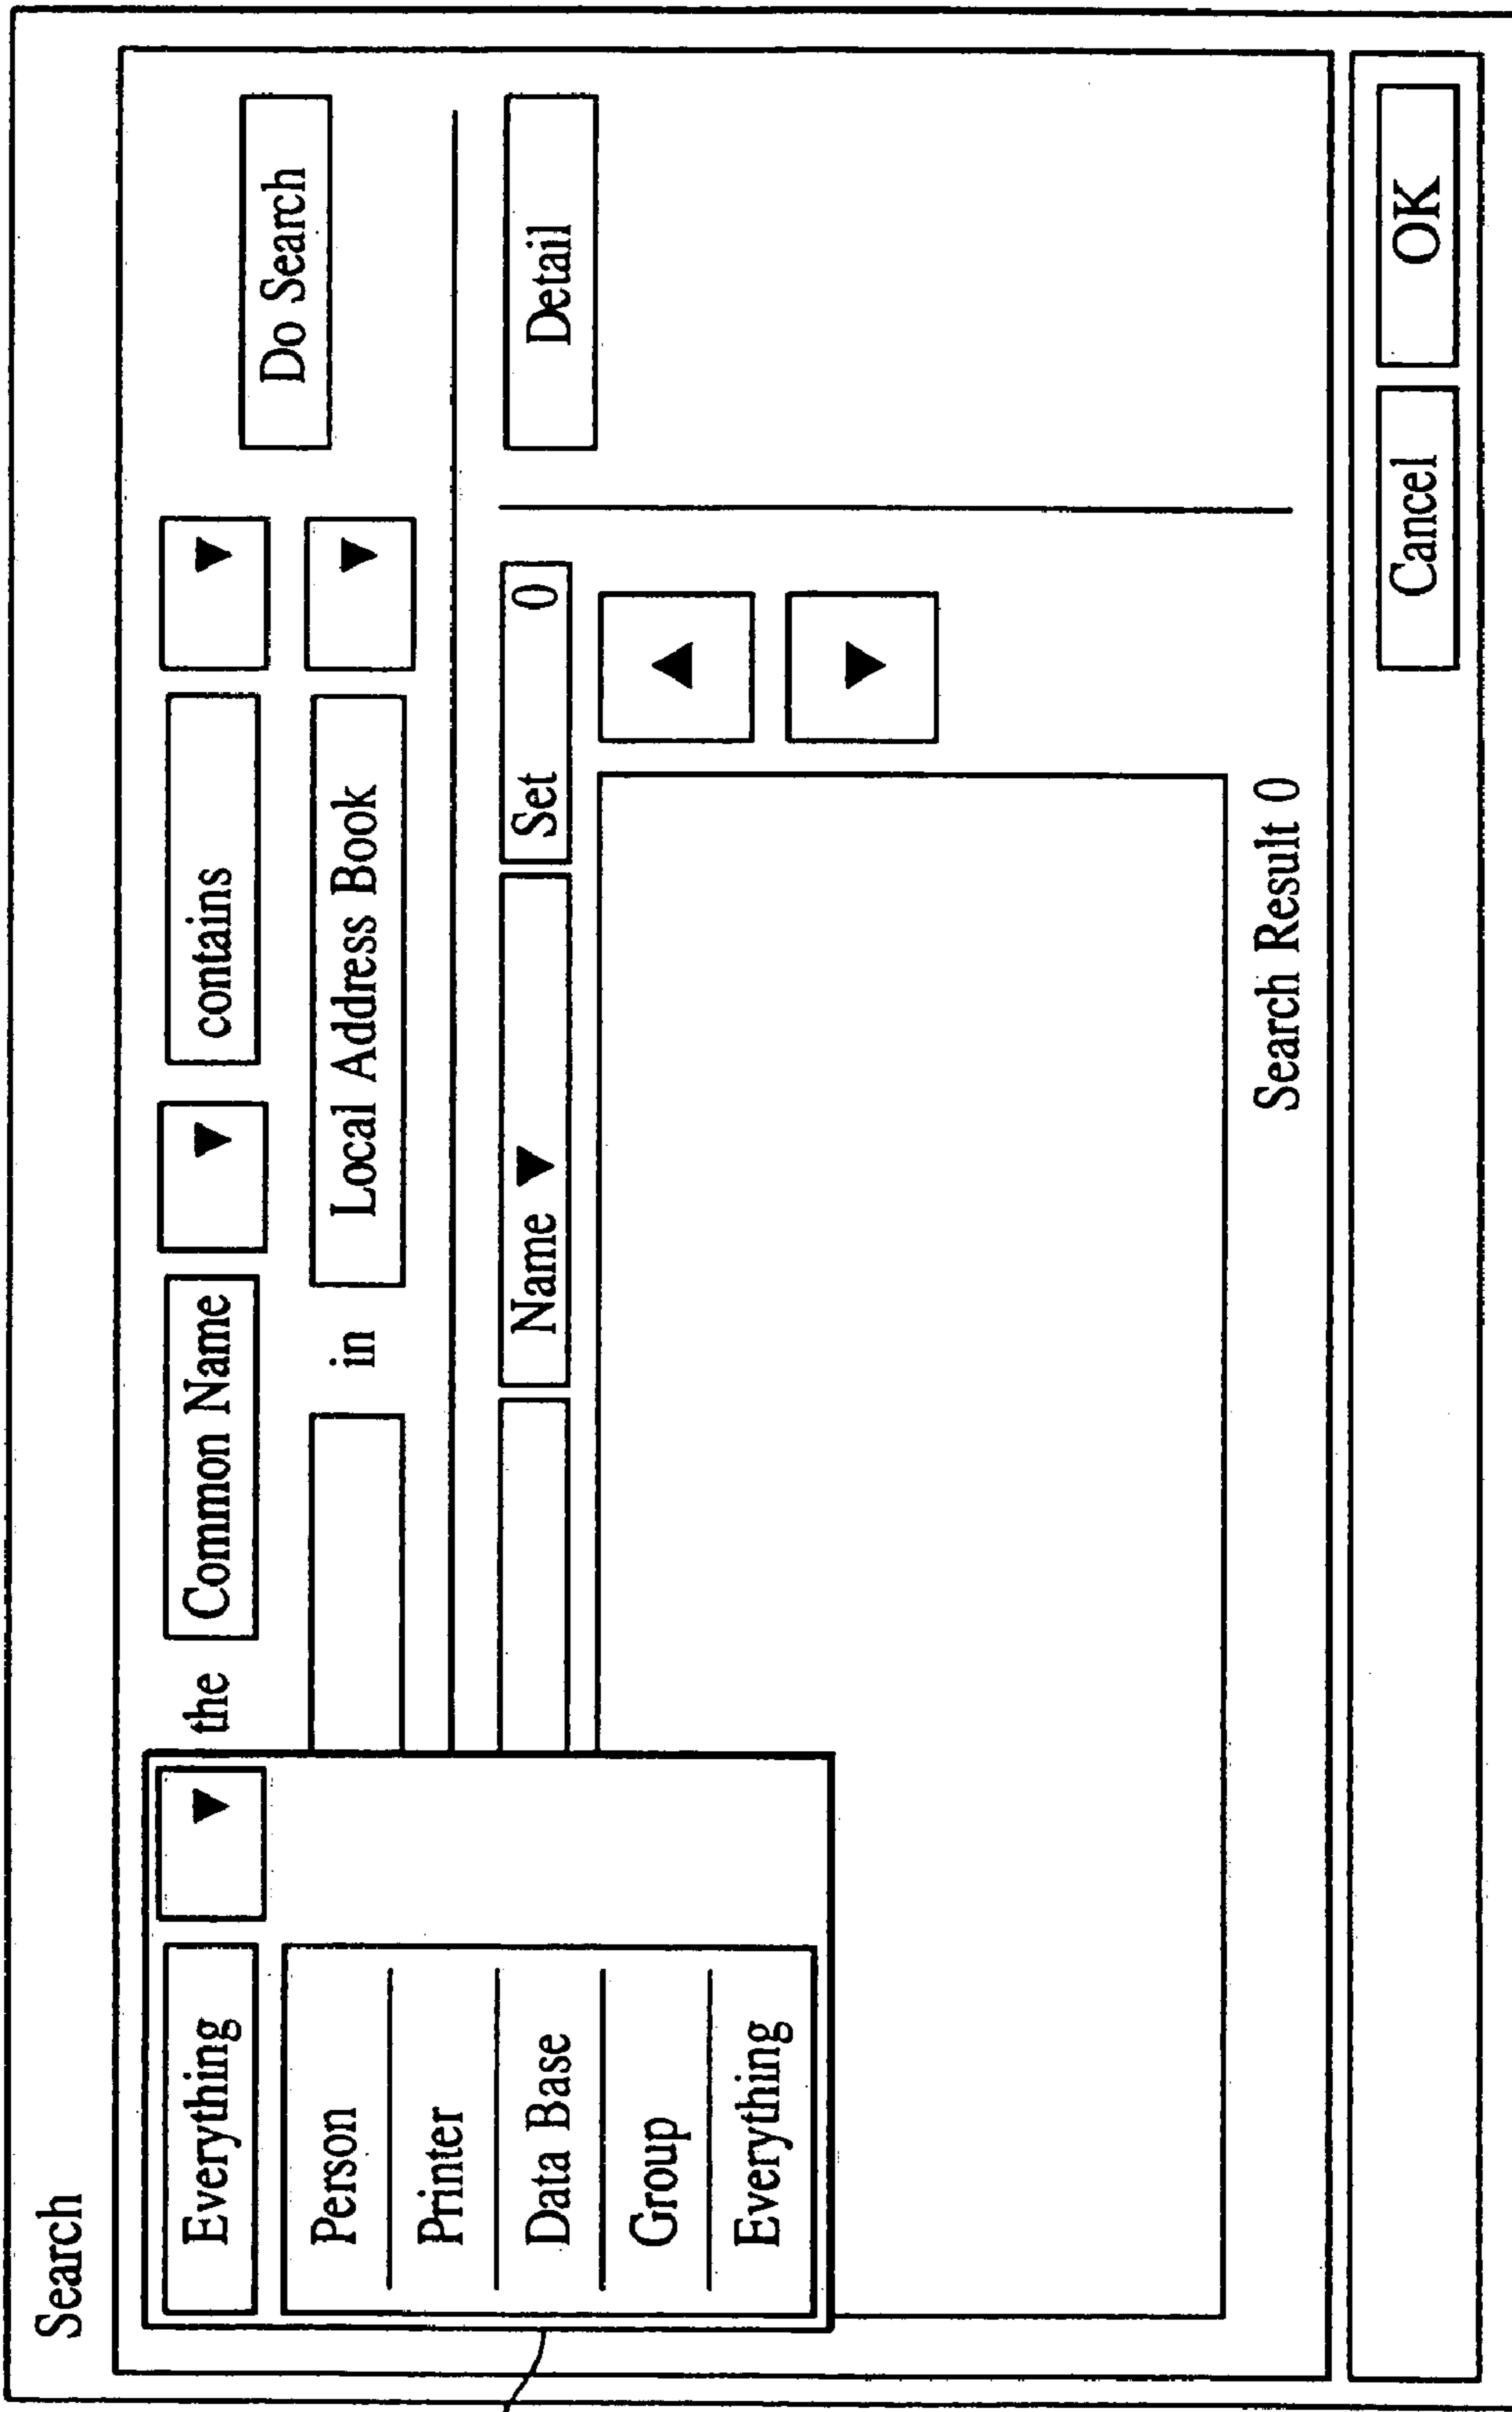 Search
Everything ▼ the Common Name ▼ contains ▼
in Local Address Book ▼
Do Search
Person
Printer
Data Base
Group
Everything
Name ▼ Set 0
Detail
▲
▼
Search Result 0
Cancel OK